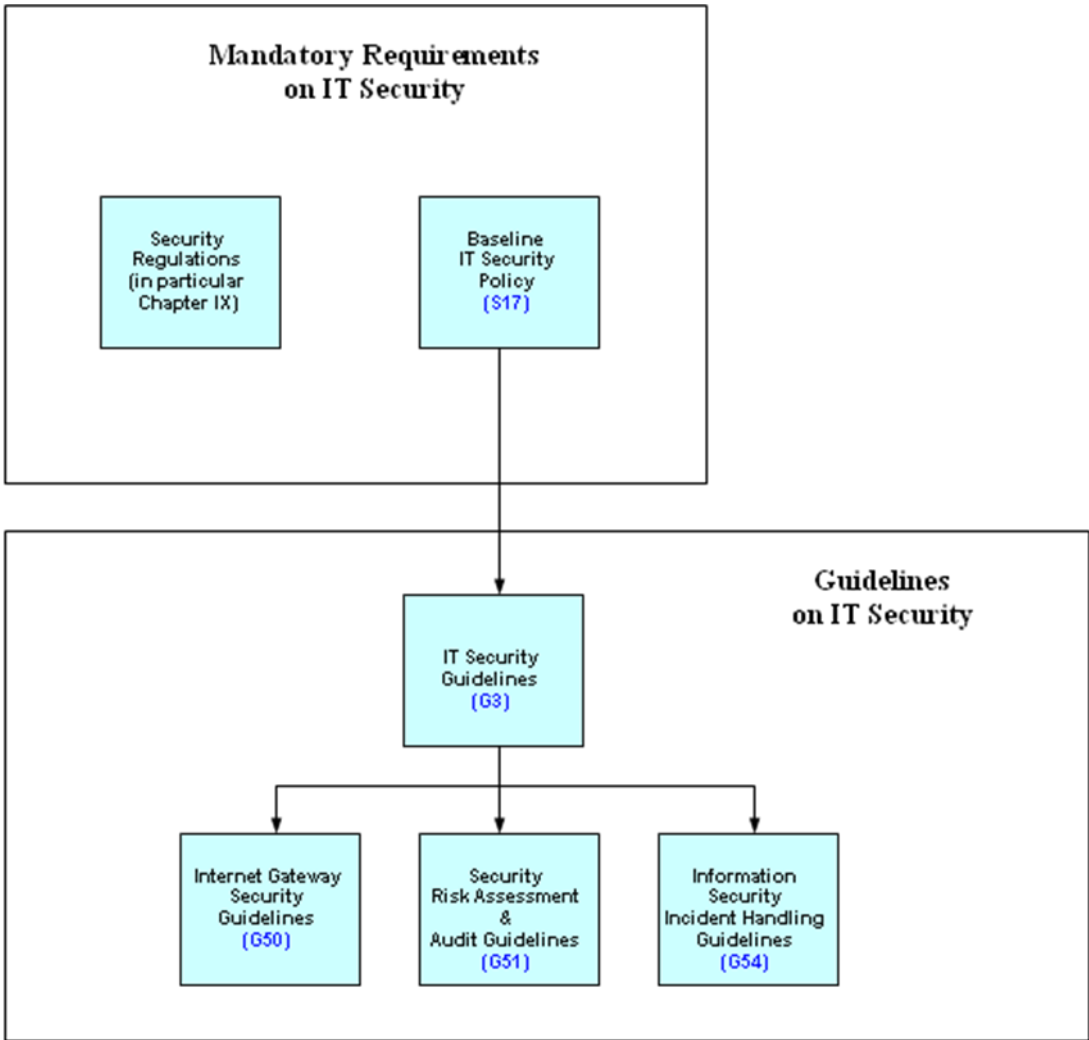 Mandatory Requirements
on IT Security
Security
Regulations
(in particular
Chapter IX)
Baseline
IT Security
Policy
(S17)
Guidelines
on IT Security
IT Security
Guidelines
(G3)
Internet Gateway
Security
Guidelines
(G50)
Security
Risk Assessment
&
Audit Guidelines
(G51)
Information
Security
Incident Handling
Guidelines
(G54)